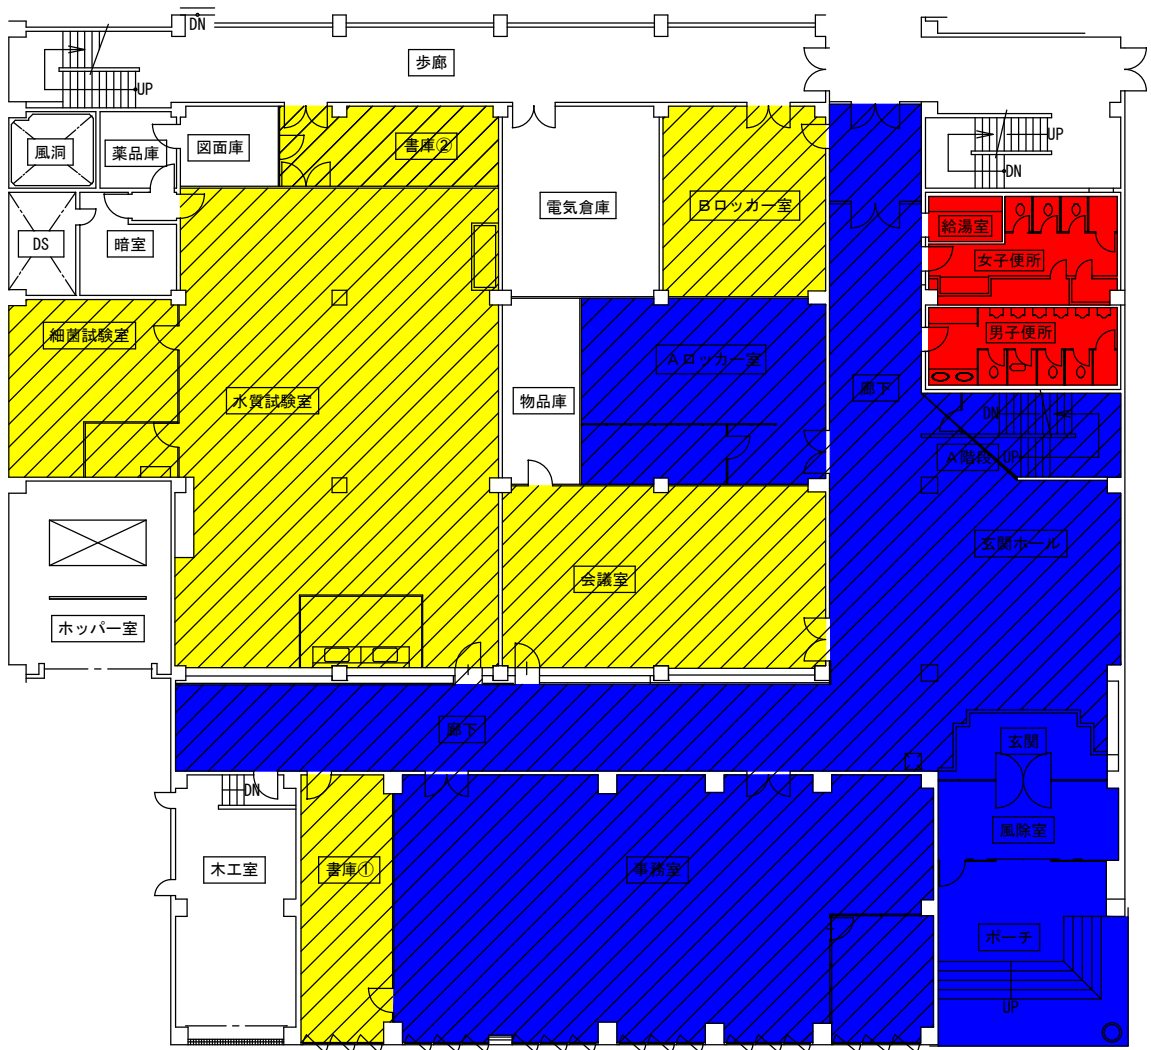 DN
歩廊
UP
UP
DN
風洞
薬品庫
図面庫
書庫②
電気倉庫
Bロッカー室
給湯室
女子便所
DS
暗室
細菌試験室
男子便所
Aロッカー室
廊下
水質試験室
物品庫
DN
A階段
UP
玄関ホール
会議室
ホッパー室
廊下
玄関
DN
風除室
木工室
書庫①
事務室
ポーチ
UP